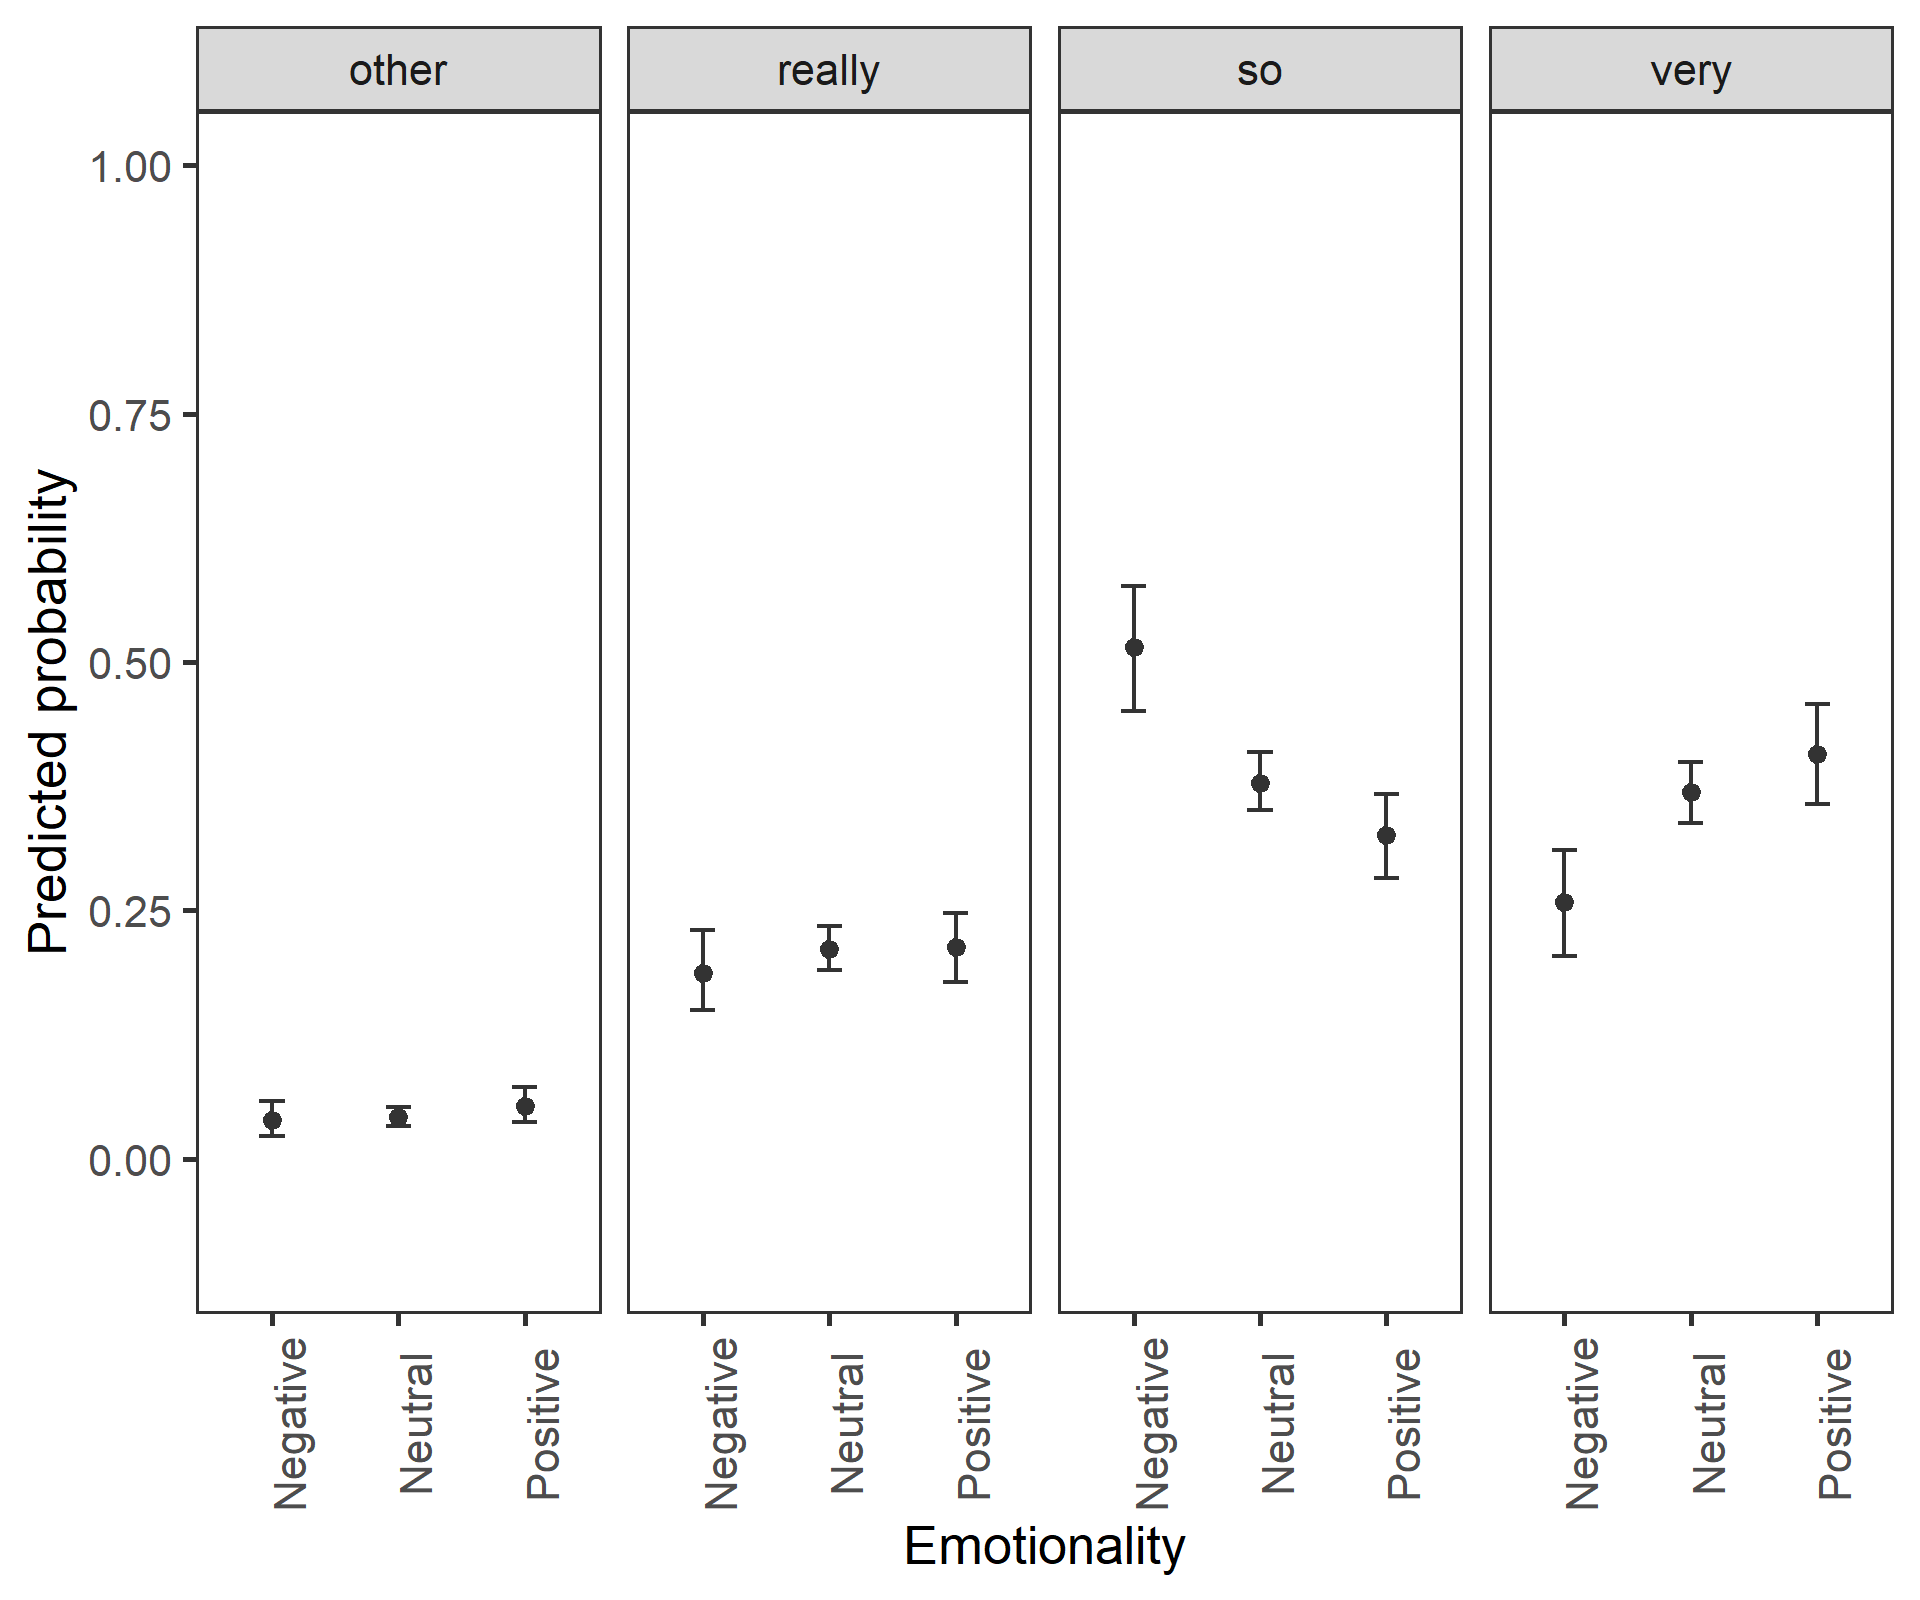 other really so very
1.00
0.75
0.50
0.25
0.00
Predicted probability
Negative Neutral Positive Negative Neutral Positive Negative Neutral Positive Negative Neutral Positive
Emotionality